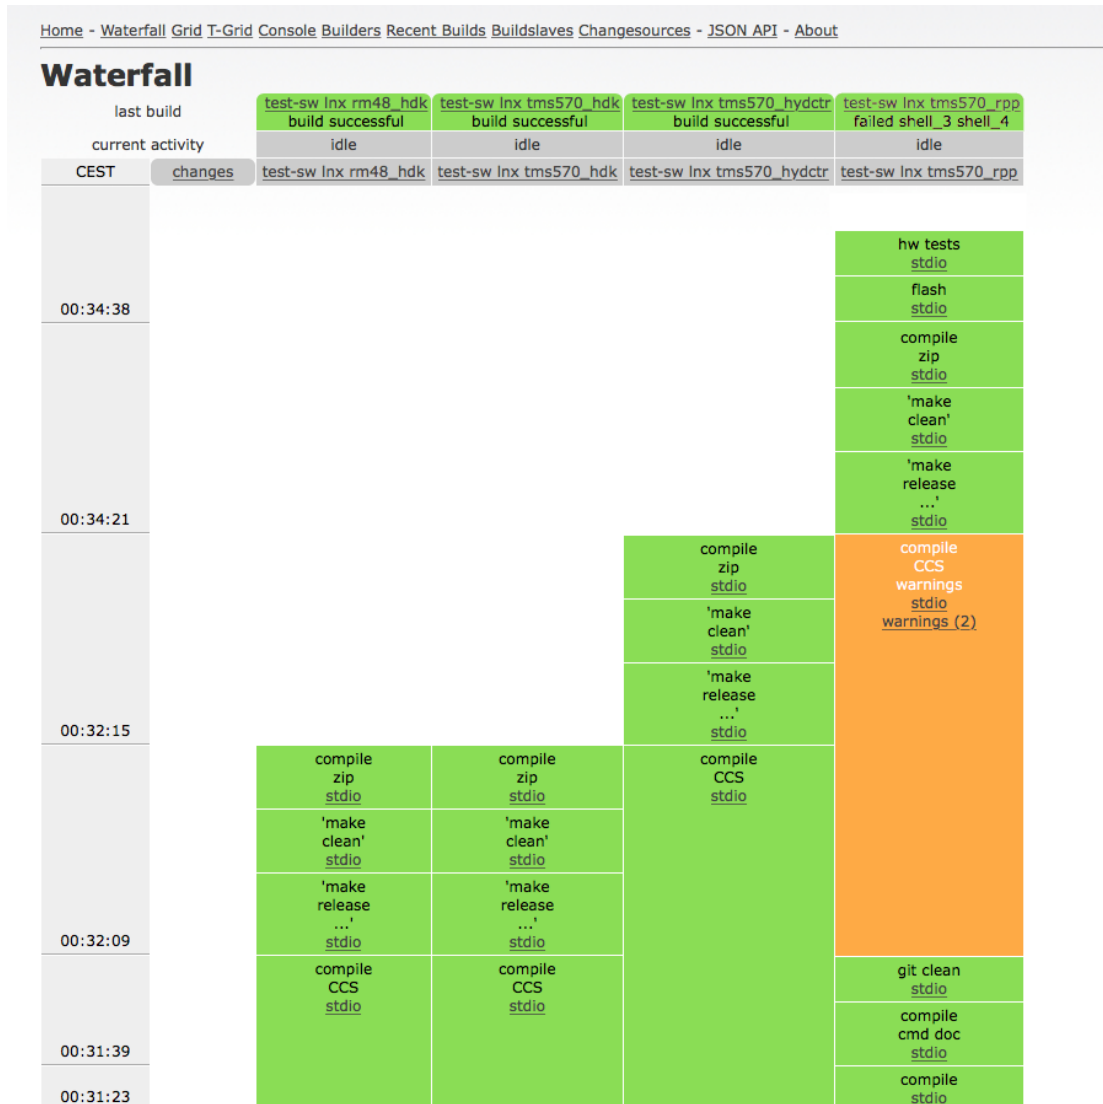 Home - Waterfall Grid T-Grid Console Builders Recent Builds Buildslaves Changesources - JSON API - About
Waterfall
last build test-sw lnx rm48_hdk test-sw lnx tms570_hdk test-sw lnx tms570_hydctr test-sw lnx tms570_rpp
build successful build successful build successful failed shell_3 shell_4
current activity idle idle idle idle
CEST changes test-sw lnx rm48_hdk test-sw lnx tms570_hdk test-sw lnx tms570_hydctr test-sw lnx tms570_rpp
hw tests
stdio
flash
00:34:38 stdio
compile
zip
stdio
'make
clean'
stdio
'make
release
...'
00:34:21 stdio
compile compile
zip CCS
stdio warnings
stdio
'make warnings (2)
clean'
stdio
'make
release
...'
00:32:15 stdio
compile compile compile
zip zip CCS
stdio stdio stdio
'make 'make
clean' clean'
stdio stdio
'make 'make
release release
...' ...'
00:32:09 stdio stdio
compile compile git clean
CCS CCS stdio
stdio stdio
compile
cmd doc
00:31:39 stdio
compile
00:31:23 stdio